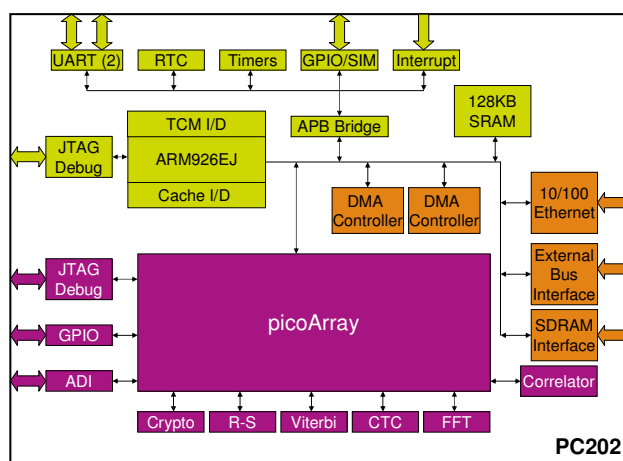 UART (2)
RTC
Timers
GPIO/SIM
Interrupt
128KB
SRAM
TCM I/D
APB Bridge
JTAG
Debug
ARM926EJ
Cache I/D
DMA
Controller
DMA
Controller
10/100
Ethernet
JTAG
Debug
External
Bus
Interface
picoArray
GPIO
SDRAM
Interface
ADI
Correlator
Crypto
R-S
Viterbi
CTC
FFT
PC202